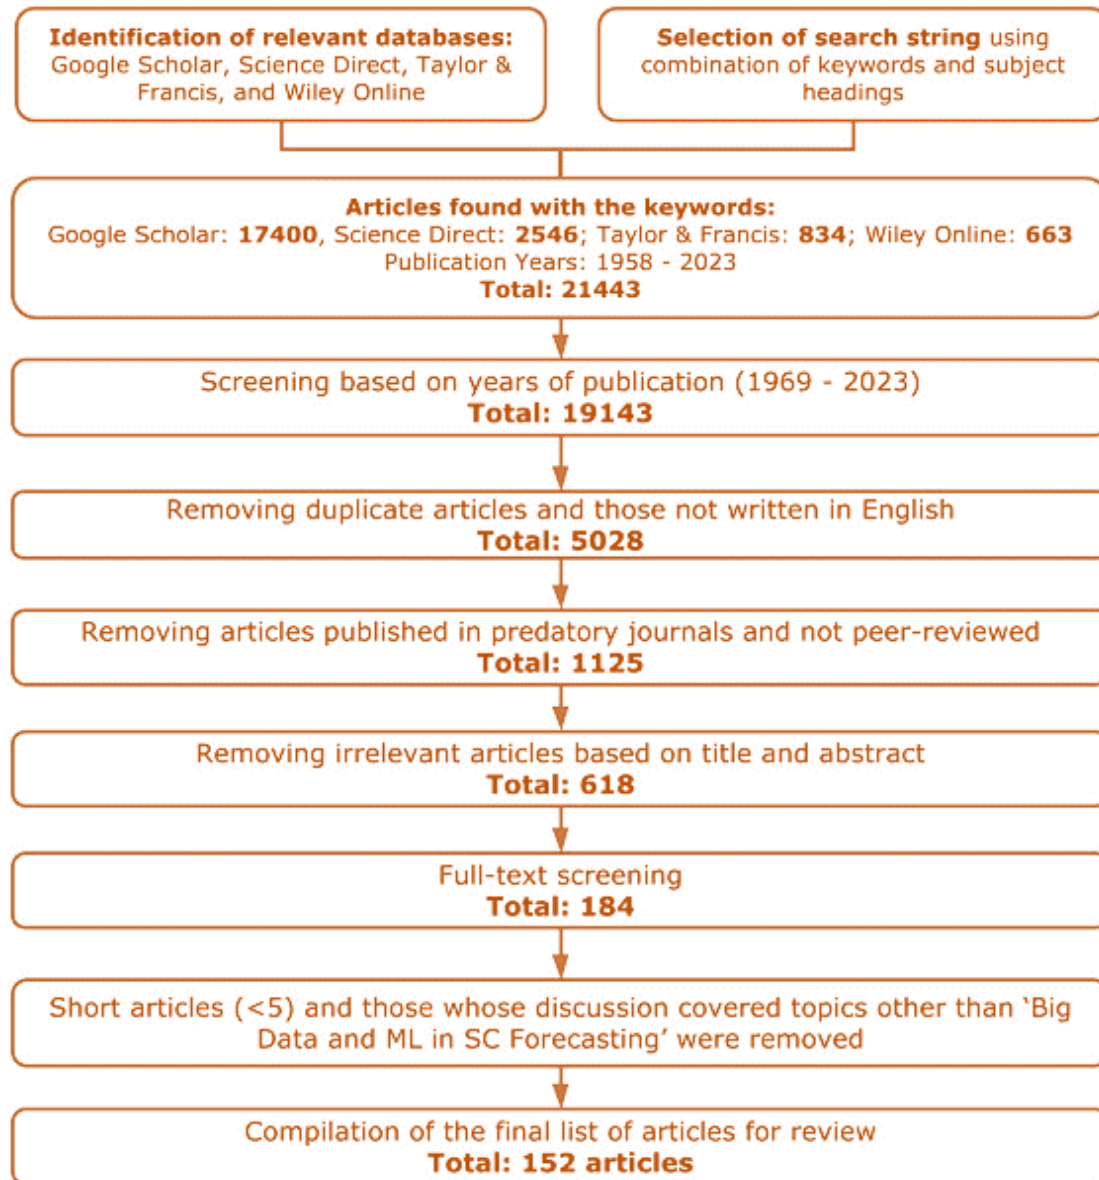 Identification of relevant databases:
Google Scholar, Science Direct, Taylor &
Francis, and Wiley Online
Selection of search string using
combination of keywords and subject
headings
Articles found with the keywords:
Google Scholar: 17400, Science Direct: 2546; Taylor & Francis: 834; Wiley Online: 663
Publication Years: 1958 - 2023
Total: 21443
Screening based on years of publication (1969 - 2023)
Total: 19143
Removing duplicate articles and those not written in English
Total: 5028
Removing articles published in predatory journals and not peer-reviewed
Total: 1125
Removing irrelevant articles based on title and abstract
Total: 618
Full-text screening
Total: 184
Short articles (<5) and those whose discussion covered topics other than ‘Big
Data and ML in SC Forecasting’ were removed
Compilation of the final list of articles for review
Total: 152 articles